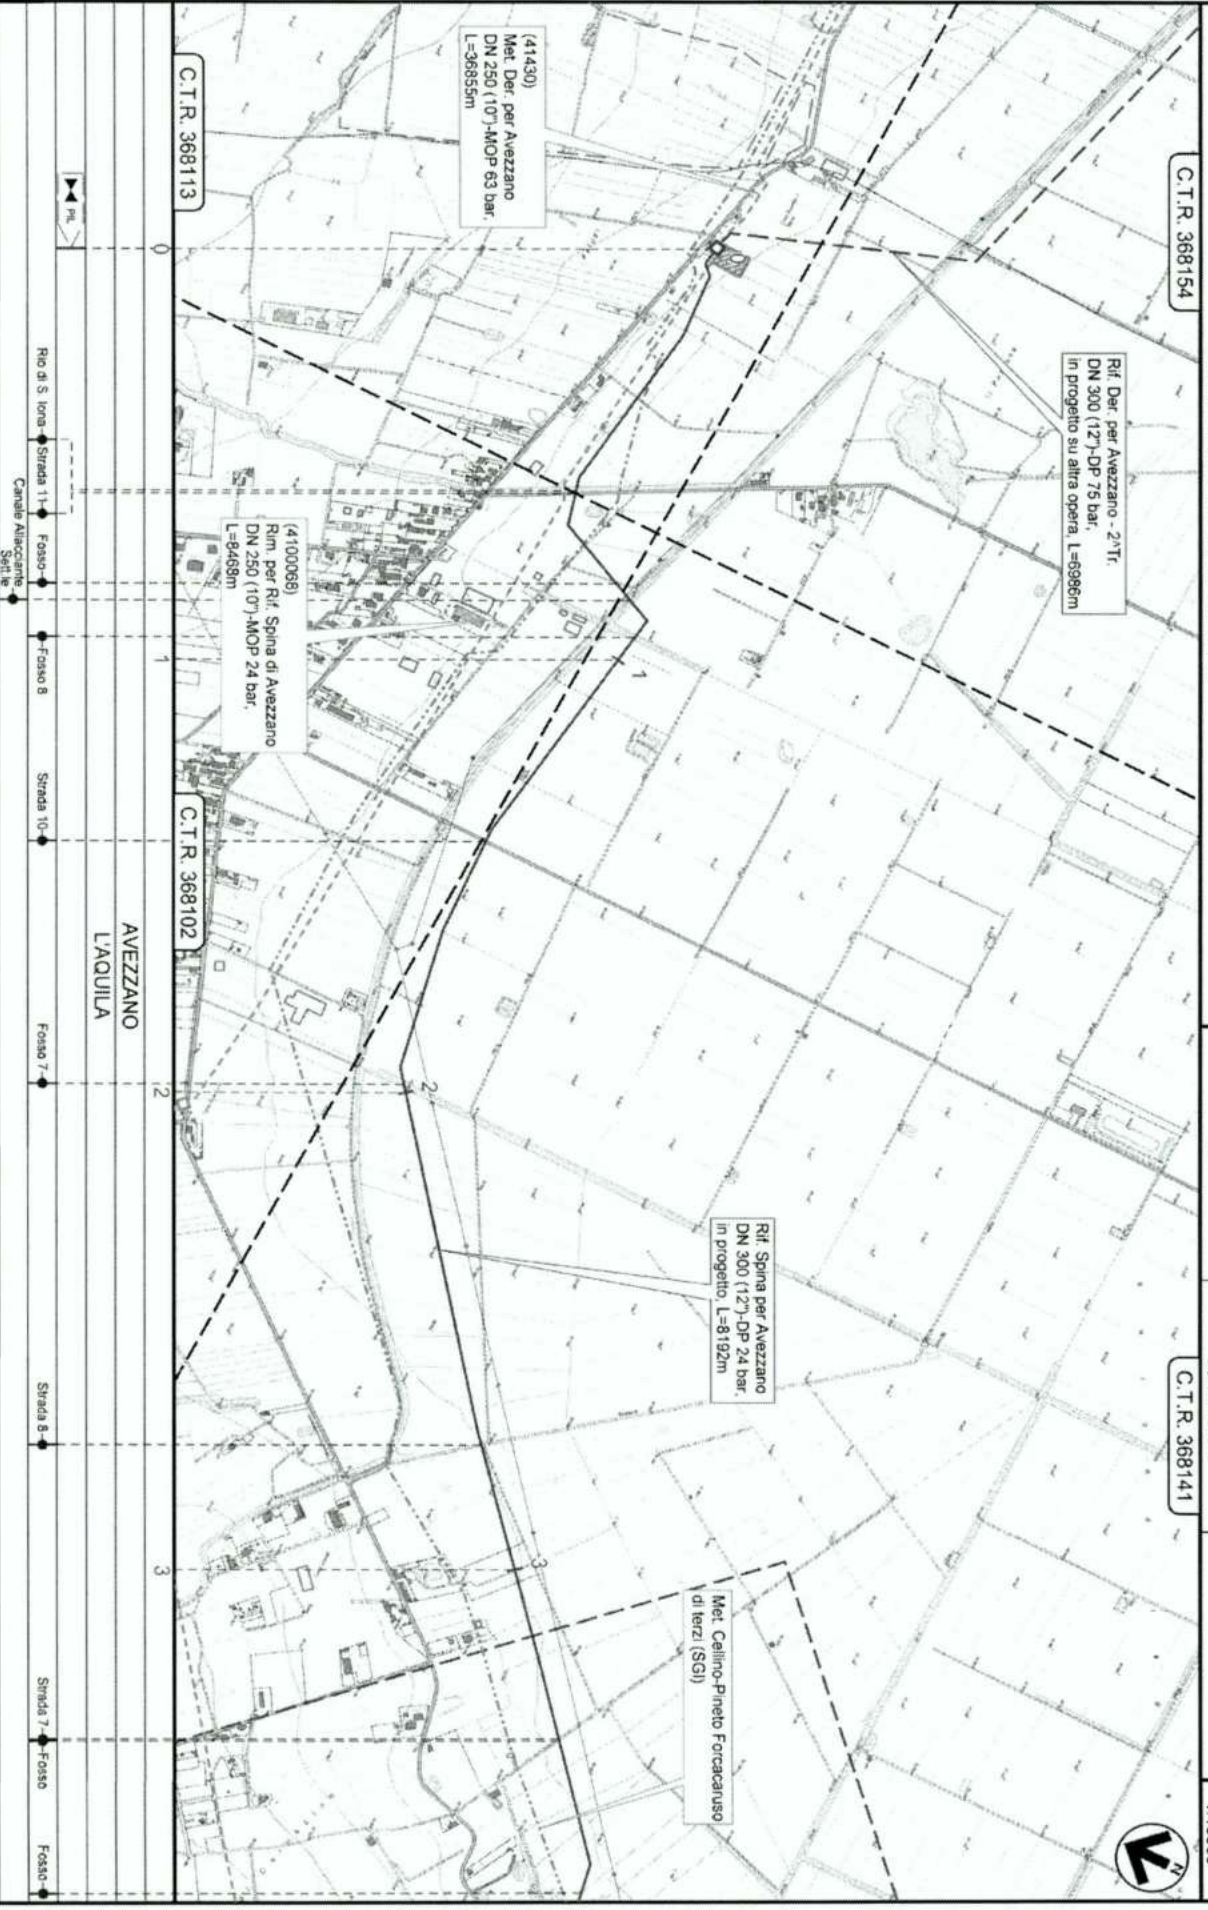 C.T.R. 368154
C.T.R. 368141
Rif. Der. per Avezzano - 2^Tr.
DN 300 (12")-DP 75 bar,
in progetto su altra opera, L=6986m
Rif. Spina per Avezzano
DN 300 (12")-DP 24 bar,
in progetto, L=8192m
Met. Cellino-Pineto Forcacaruso
di terzi (SGI)
(41430)
Met. Der. per Avezzano
DN 250 (10")-MOP 63 bar,
L=36855m
(4100068)
Rim. per Rif. Spina di Avezzano
DN 250 (10")-MOP 24 bar,
L=8468m
1
2
3
N
C.T.R. 368113
C.T.R. 368102
0
1
2
3
AVEZZANO
L'AQUILA
PIL
Rio di S. Iona
Strada 11
Fosso
Canale Allacciante
Sett.le
Fosso 8
Strada 10
Fosso 7
Strada 8
Strada 7
Fosso
Fosso